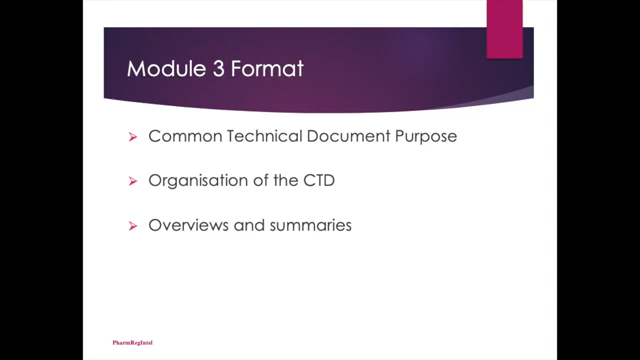 Module 3 Format
Common Technical Document Purpose
Organisation of the CTD
Overviews and summaries
PharmRegIntel